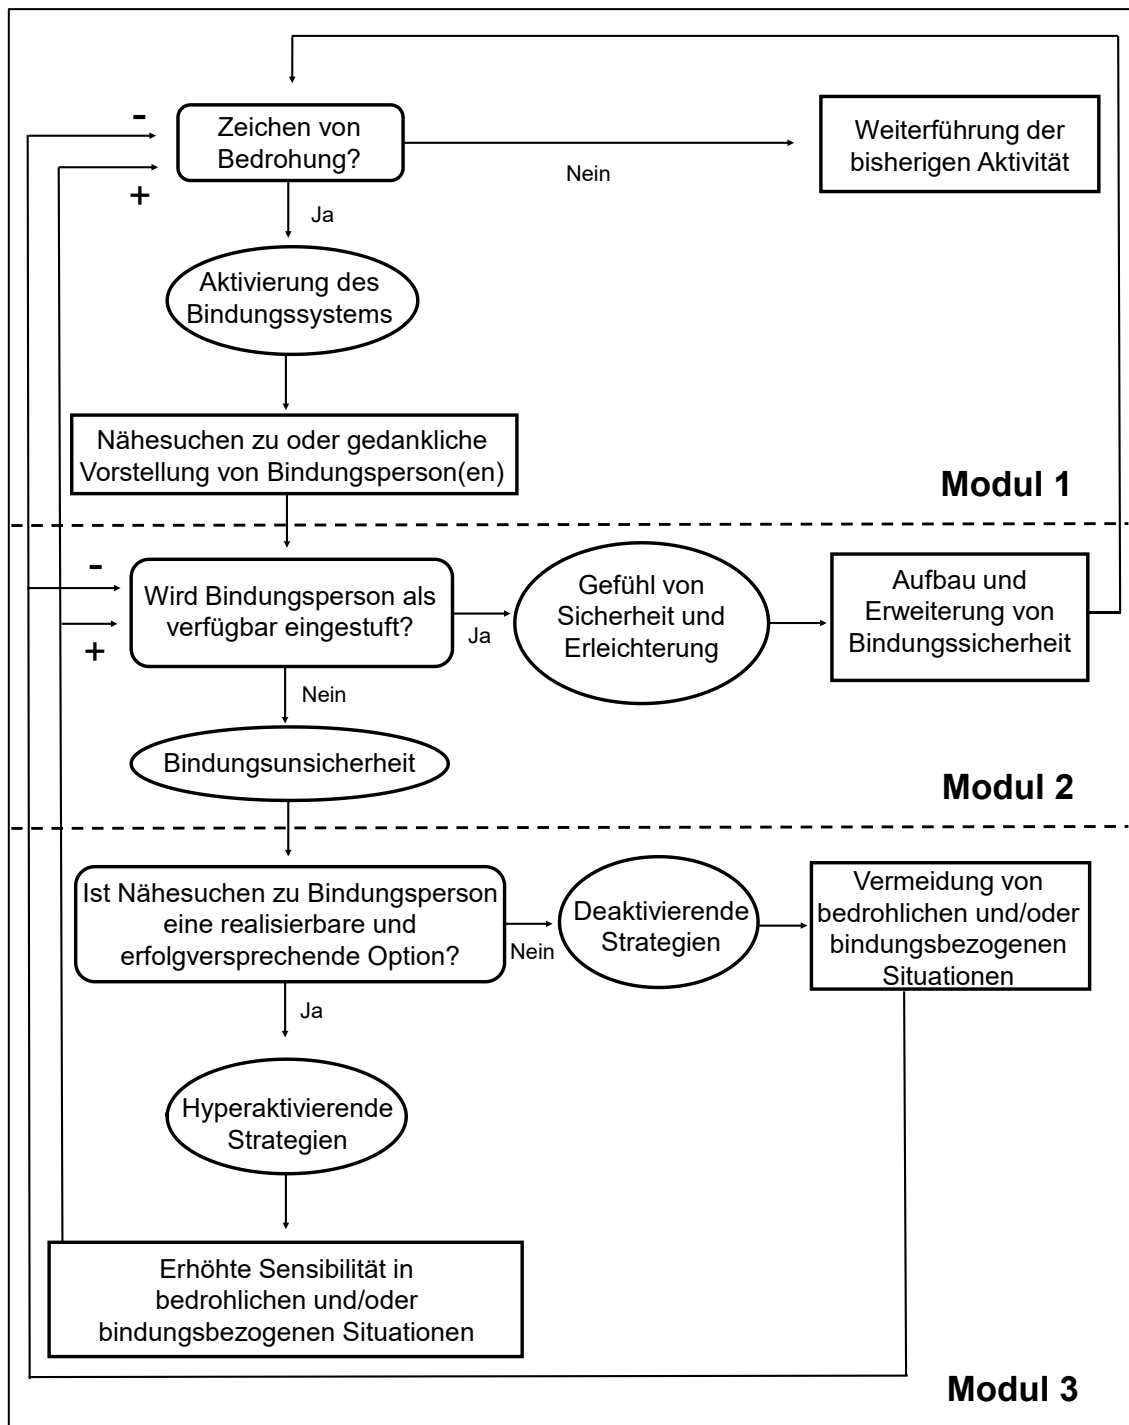 -
Zeichen von
Bedrohung?
+
Nein
Weiterführung der
bisherigen Aktivität
Ja
Aktivierung des
Bindungssystems
Nähesuchen zu oder gedankliche
Vorstellung von Bindungsperson(en)
Modul 1
-
Wird Bindungsperson als
verfügbar eingestuft?
+
Ja
Gefühl von
Sicherheit und
Erleichterung
Aufbau und
Erweiterung von
Bindungssicherheit
Nein
Bindungsunsicherheit
Modul 2
Ist Nähesuchen zu Bindungsperson
eine realisierbare und
erfolgversprechende Option?
Nein
Deaktivierende
Strategien
Vermeidung von
bedrohlichen und/oder
bindungsbezogenen
Situationen
Ja
Hyperaktivierende
Strategien
Erhöhte Sensibilität in
bedrohlichen und/oder
bindungsbezogenen Situationen
Modul 3